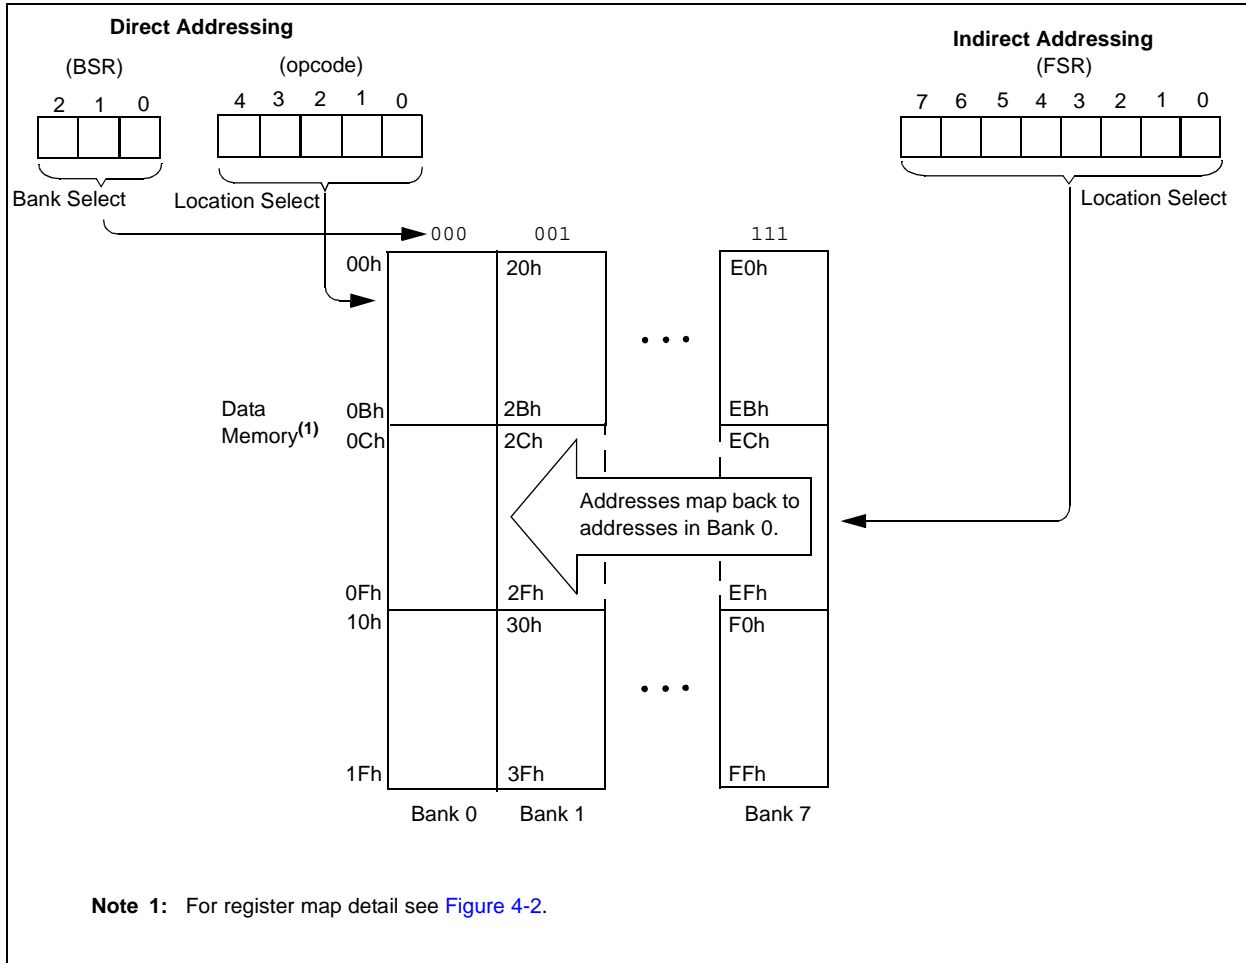 Direct Addressing
Indirect Addressing
(BSR)
(opcode)
(FSR)
2 1 0
4 3 2 1 0
7 6 5 4 3 2 1 0
Bank Select
Location Select
Location Select
000 001 111
00h 20h E0h
Data
Memory(1)
0Bh 2Bh EBh
0Ch 2Ch ECh
Addresses map back to
addresses in Bank 0.
0Fh 2Fh EFh
10h 30h F0h
1Fh 3Fh FFh
Bank 0 Bank 1 Bank 7
Note 1: For register map detail see Figure 4-2.